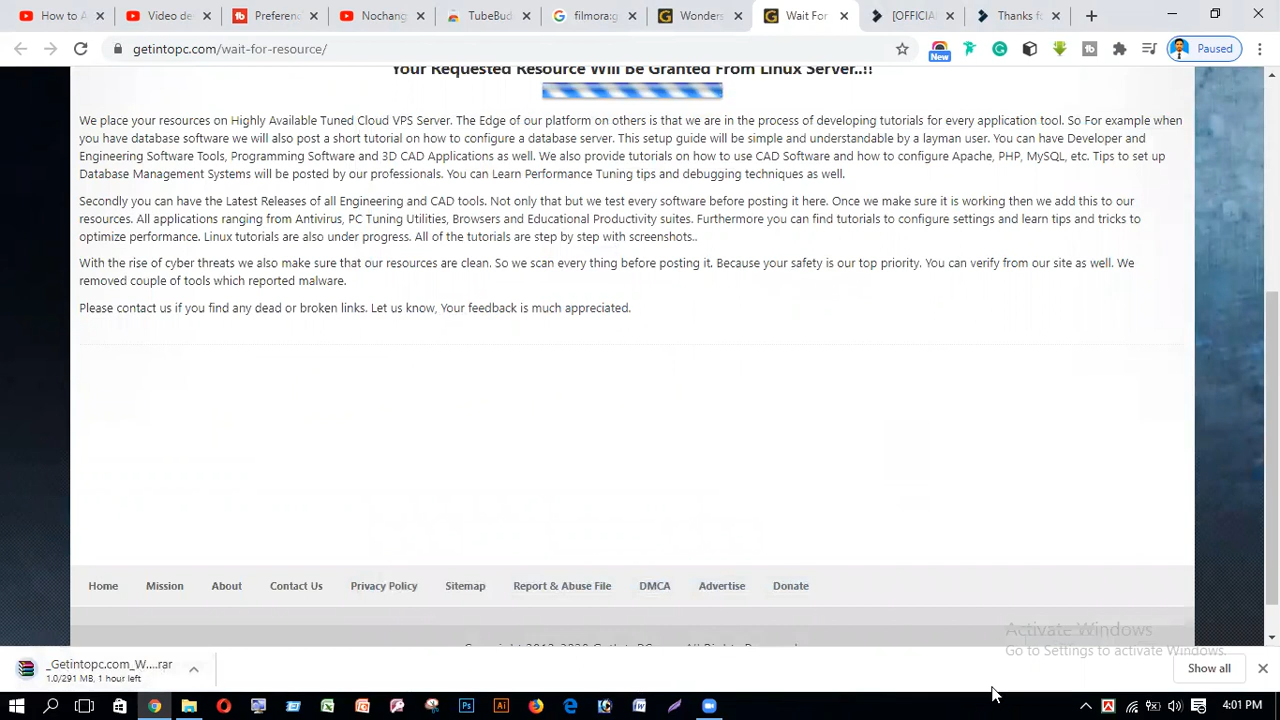 How to A
Video de
Preferenc
Nochang
TubeBud
filmora:g
Wonders
Wait For
[OFFICIA
Thanks fo
getintopc.com/wait-for-resource/
New
Paused
Your Requested Resource Will Be Granted From Linux Server..!!
We place your resources on Highly Available Tuned Cloud VPS Server. The Edge of our platform on others is that we are in the process of developing tutorials for every application tool. So For example when
you have database software we will also post a short tutorial on how to configure a database server. This setup guide will be simple and understandable by a layman user. You can have Developer and
Engineering Software Tools, Programming Software and 3D CAD Applications as well. We also provide tutorials on how to use CAD Software and how to configure Apache, PHP, MySQL, etc. Tips to set up
Database Management Systems will be posted by our professionals. You can Learn Performance Tuning tips and debugging techniques as well.
Secondly you can have the Latest Releases of all Engineering and CAD tools. Not only that but we test every software before posting it here. Once we make sure it is working then we add this to our
resources. All applications ranging from Antivirus, PC Tuning Utilities, Browsers and Educational Productivity suites. Furthermore you can find tutorials to configure settings and learn tips and tricks to
optimize performance. Linux tutorials are also under progress. All of the tutorials are step by step with screenshots..
With the rise of cyber threats we also make sure that our resources are clean. So we scan every thing before posting it. Because your safety is our top priority. You can verify from our site as well. We
removed couple of tools which reported malware.
Please contact us if you find any dead or broken links. Let us know, Your feedback is much appreciated.
Home Mission About Contact Us Privacy Policy Sitemap Report & Abuse File DMCA Advertise Donate
Activate Windows
Go to Settings to activate Windows.
_Getintopc.com_W....rar
1.0/291 MB, 1 hour left
Show all
4:01 PM